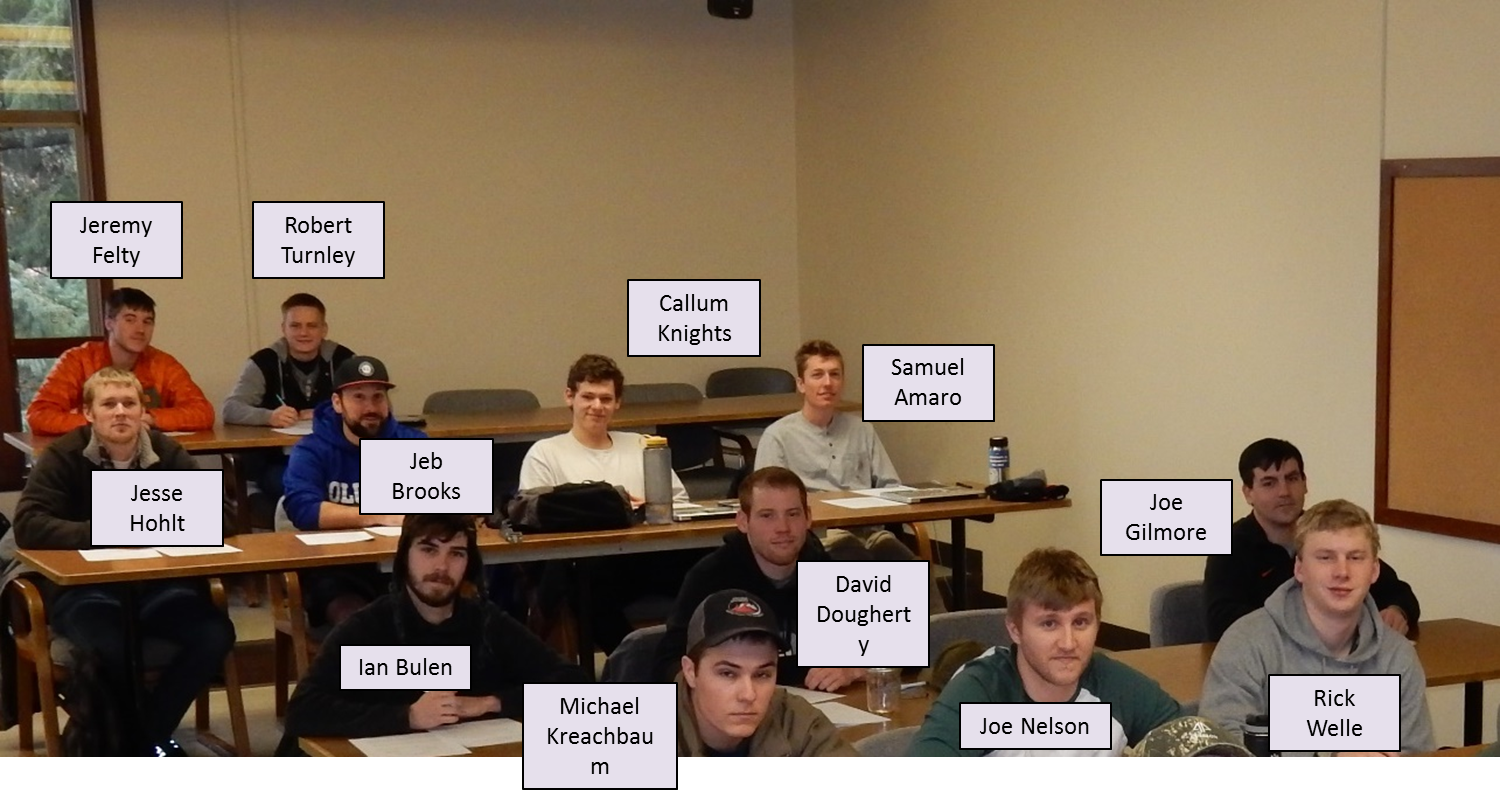 Jeremy
Felty
Robert
Turnley
Callum
Knights
Samuel
Amaro
Jeb
Brooks
Jesse
Hohlt
Joe
Gilmore
David
Doughert
y
Ian Bulen
Michael
Kreachbau
m
Joe Nelson
Rick
Welle